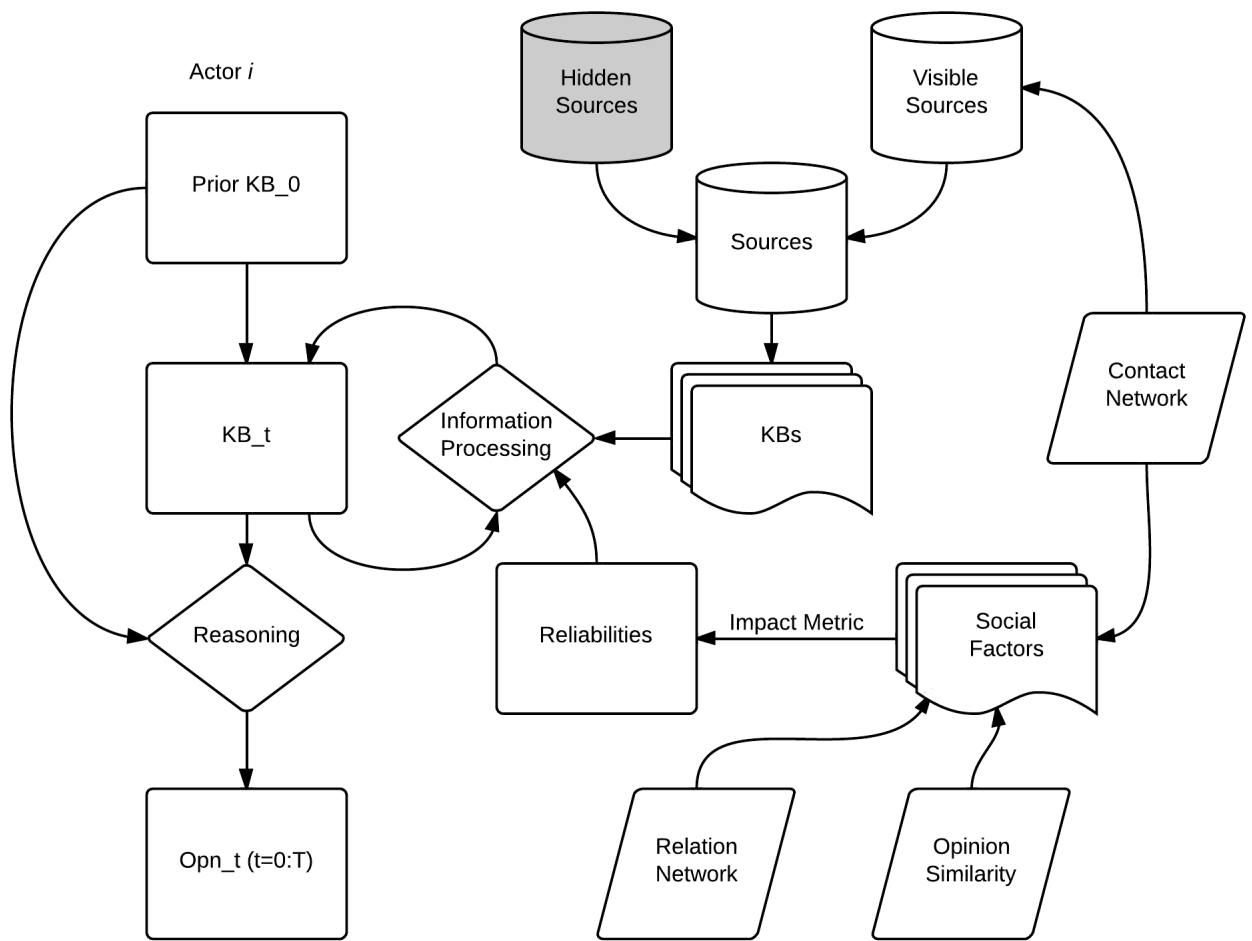 Actor i
Hidden
Sources
Visible
Sources
Prior KB_0
Sources
Contact
Network
KB_t
Information
Processing
KBs
Reasoning
Reliabilities
Impact Metric
Social
Factors
Opn_t (t=0:T)
Relation
Network
Opinion
Similarity